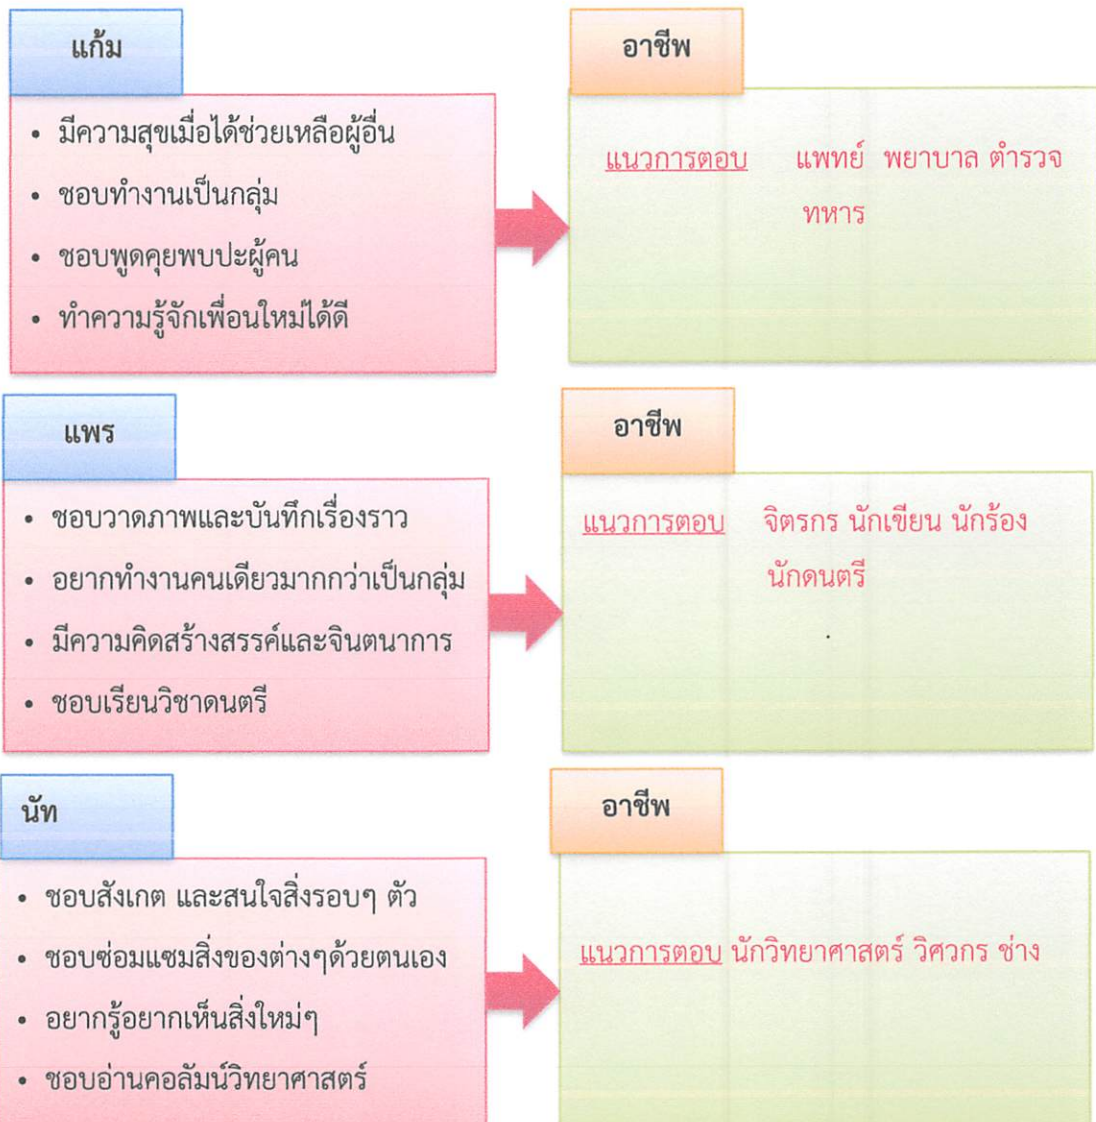 แก้ม
อาชีพ
• มีความสุขเมื่อได้ช่วยเหลือผู้อื่น
• ชอบทำงานเป็นกลุ่ม
• ชอบพูดคุยพบปะผู้คน
• ทำความรู้จักเพื่อนใหม่ได้ดี
แนวการตอบ แพทย์ พยาบาล ตำรวจ
ทหาร
แพร
อาชีพ
• ชอบวาดภาพและบันทึกเรื่องราว
• อยากทำงานคนเดียวมากกว่าเป็นกลุ่ม
• มีความคิดสร้างสรรค์และจินตนาการ
• ชอบเรียนวิชาดนตรี
แนวการตอบ จิตรกร นักเขียน นักร้อง
นักดนตรี
นัท
อาชีพ
• ชอบสังเกต และสนใจสิ่งรอบๆ ตัว
• ชอบซ่อมแซมสิ่งของต่างๆด้วยตนเอง
• อยากรู้อยากเห็นสิ่งใหม่ๆ
• ชอบอ่านคอลัมน์วิทยาศาสตร์
แนวการตอบ นักวิทยาศาสตร์ วิศวกร ช่าง